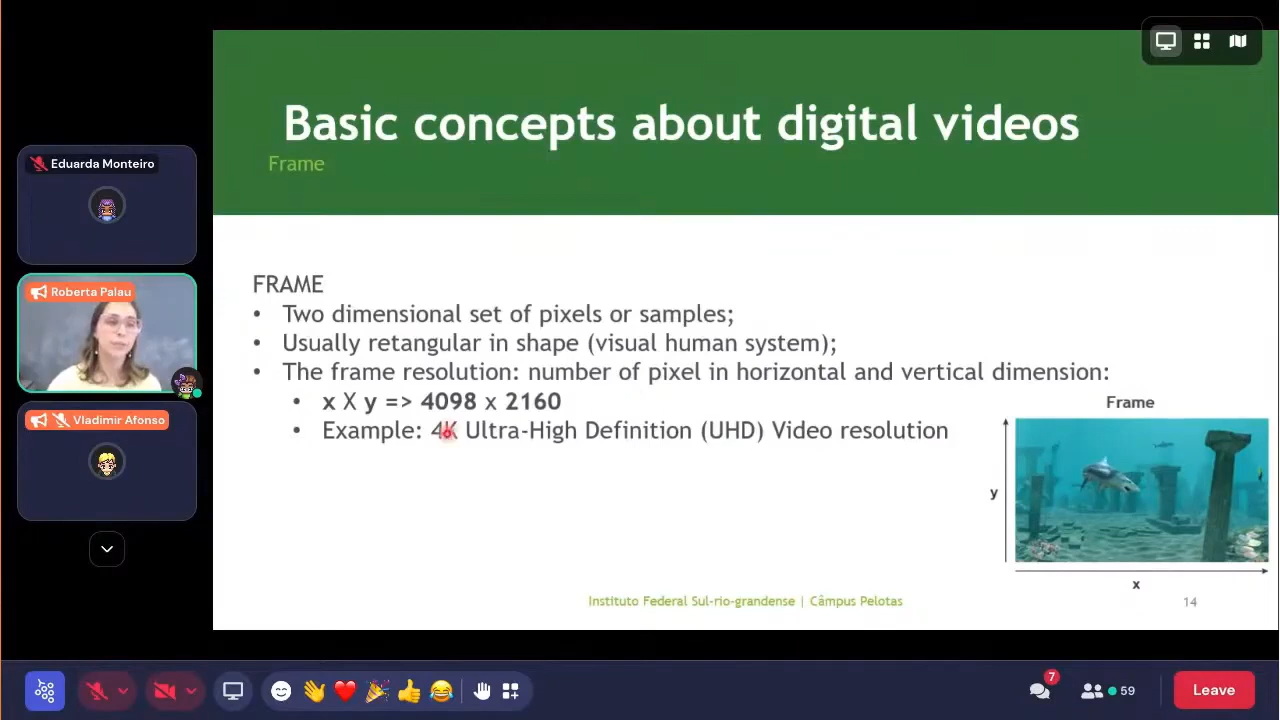 Basic concepts about digital videos
Frame
Eduarda Monteiro
Roberta Palau
Vladimir Afonso
FRAME
• Two dimensional set of pixels or samples;
• Usually retangular in shape (visual human system);
• The frame resolution: number of pixel in horizontal and vertical dimension:
• x X y => 4098 x 2160
• Example: 4K Ultra-High Definition (UHD) Video resolution
Frame
y
x
Instituto Federal Sul-rio-grandense | Câmpus Pelotas
14
7
59
Leave